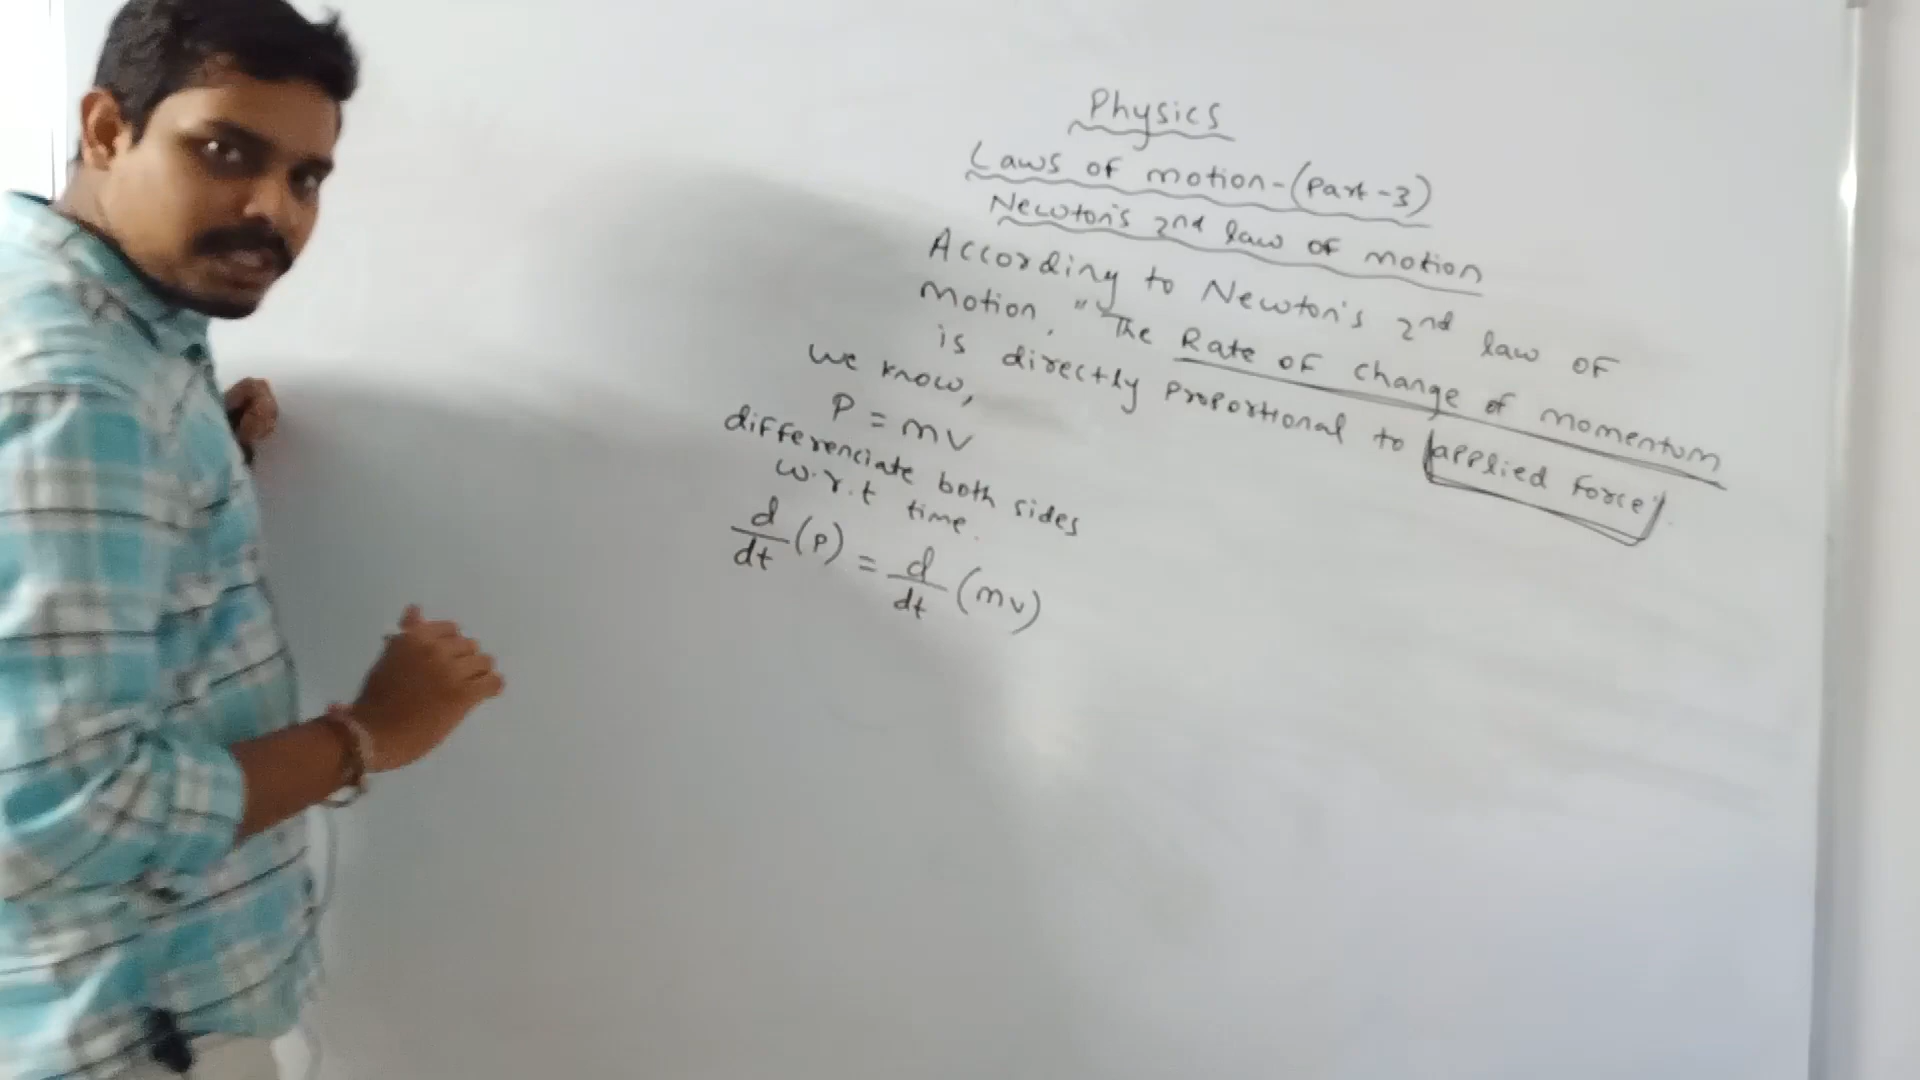 Physics
Laws of motion-(Part-3)
Newton's 2nd law of motion
According to Newton's 2nd law of
Motion, "The Rate of change of momentum
is directly proportional to applied force".
we know,
P = mv
differenciate both sides
w.r.t time.
d/dt (P) = d/dt (mv)